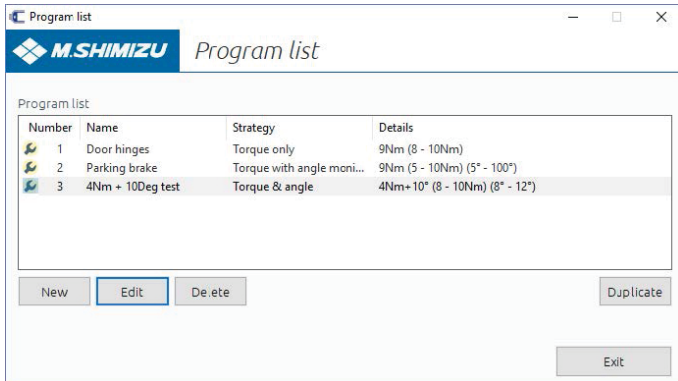 Program list
M.SHIMIZU Program list
Program list
Number Name Strategy Details
1 Door hinges Torque only 9Nm (8 - 10Nm)
2 Parking brake Torque with angle moni... 9Nm (5 - 10Nm) (5° - 100°)
3 4Nm + 10Deg test Torque & angle 4Nm+10° (8 - 10Nm) (8° - 12°)
New Edit De.ete Duplicate
Exit